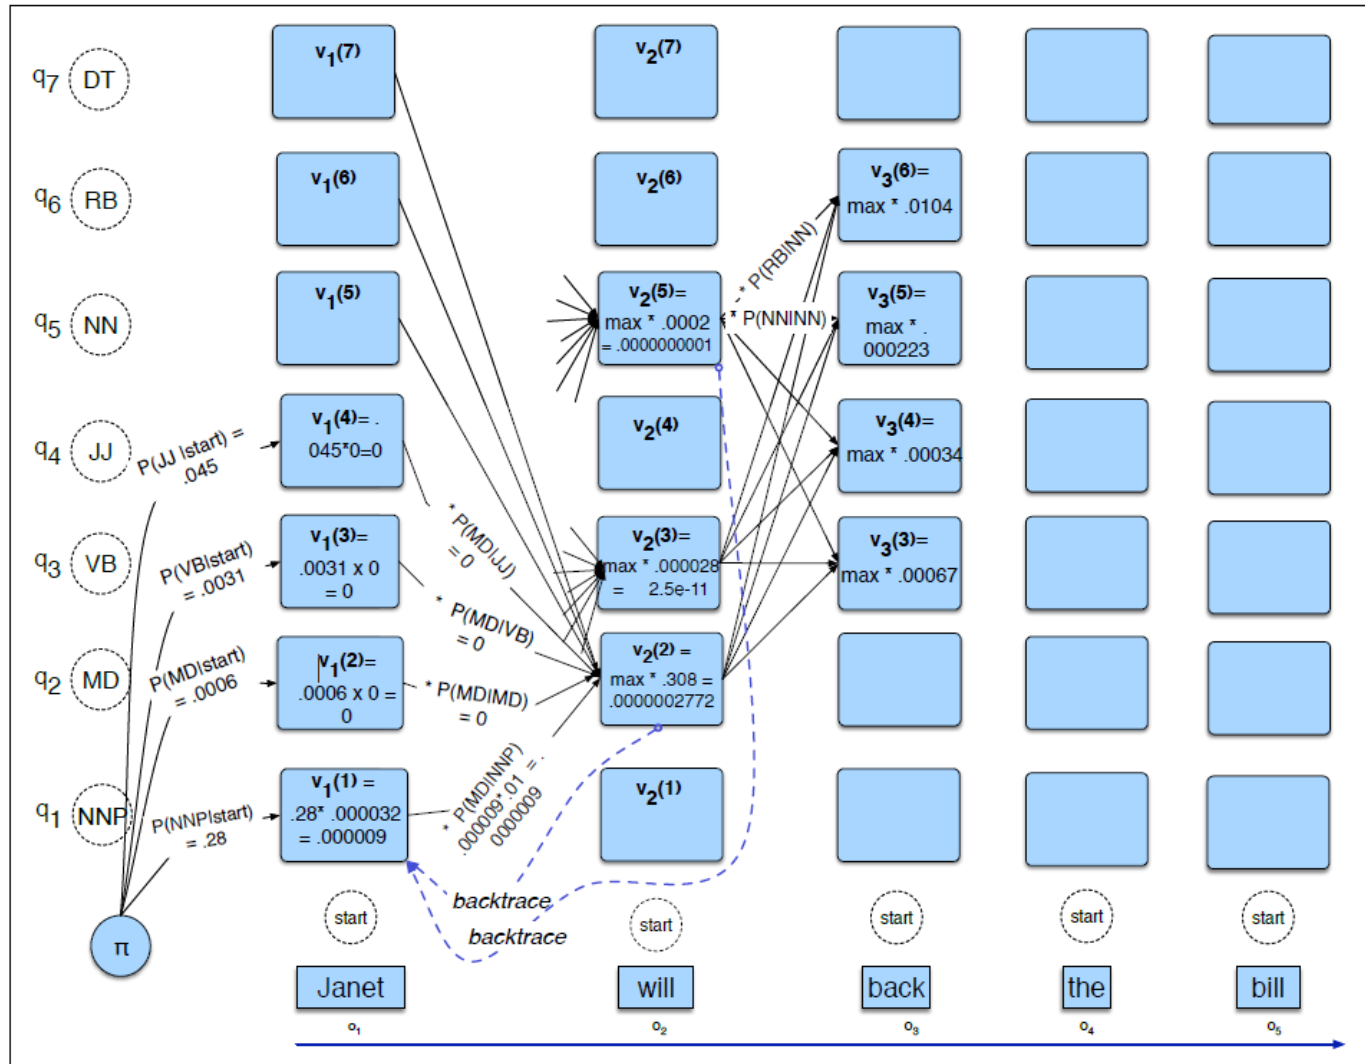 q7 DT
v1(7)
v2(7)
q6 RB
v1(6)
v2(6)
v3(6)=
max * .0104
* P(RB|NN)
q5 NN
v1(5)
v2(5)=
max * .0002
= .0000000001
* P(NN|NN)
v3(5)=
max * .
000223
q4 JJ
P(JJ |start) =
.045
v1(4)= .
045*0=0
* P(MD|JJ)
= 0
v2(4)
v3(4)=
max * .00034
q3 VB
P(VB|start)
= .0031
v1(3)=
.0031 x 0
= 0
* P(MD|VB)
= 0
v2(3)=
max * .000028
= 2.5e-11
v3(3)=
max * .00067
q2 MD
P(MD|start)
= .0006
v1(2)=
.0006 x 0 =
0
* P(MD|MD)
= 0
v2(2) =
max * .308 =
.0000002772
q1 NNP
P(NNP|start)
= .28
v1(1) =
.28* .000032
= .000009
* P(MD|NNP)
.000009*.01 = .
0000009
v2(1)
backtrace
backtrace
π
start
start
start
start
start
Janet
will
back
the
bill
o1
o2
o3
o4
o5